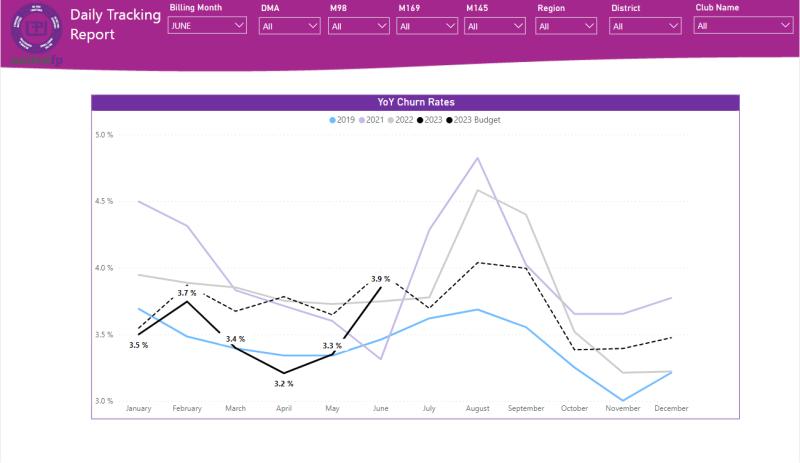 Daily Tracking
Report
Billing Month
JUNE
DMA
All
M98
All
M169
All
M145
All
Region
All
District
All
Club Name
All
YoY Churn Rates
2019 2021 2022 2023 2023 Budget
5.0 %
4.5 %
4.0 %
3.5 %
3.0 %
3.5 %
3.7 %
3.4 %
3.2 %
3.3 %
3.9 %
January February March April May June July August September October November December